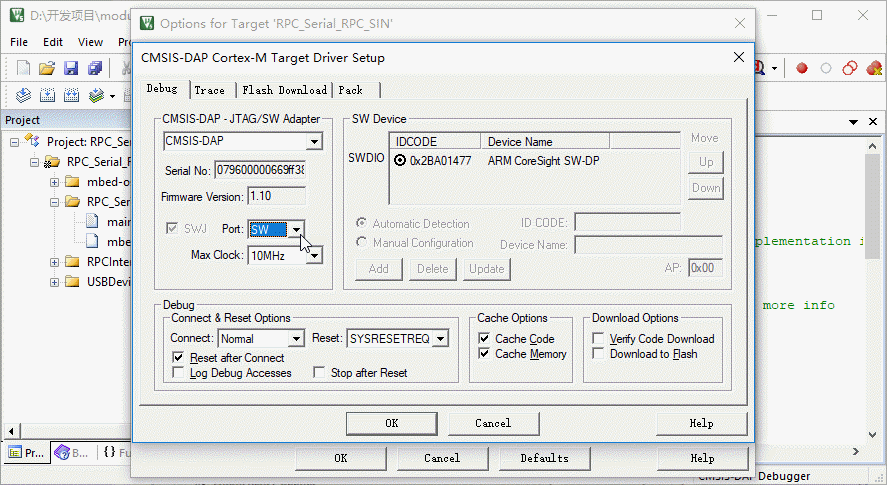 D:\开发项目\modu
Options for Target 'RPC_Serial_RPC_SIN'
File Edit View Pr
CMSIS-DAP Cortex-M Target Driver Setup
Debug Trace Flash Download Pack
Project
Project: RPC_Se
RPC_Serial_R
mbed-o
RPC_Se
main
mbe
RPCInter
USBDevi
CMSIS-DAP - JTAG/SW Adapter
CMSIS-DAP
Serial No: 079600000669ff38
Firmware Version: 1.10
SWJ Port: SW
Max Clock: 10MHz
SW Device
IDCODE Device Name Move
SWDIO 0x2BA01477 ARM CoreSight SW-DP Up
Down
Automatic Detection ID CODE:
Manual Configuration Device Name:
Add Delete Update AP: 0x00
plementation i
more info
Debug
Connect & Reset Options
Connect: Normal Reset: SYSRESETREQ
Reset after Connect
Log Debug Accesses Stop after Reset
Cache Options
Cache Code
Cache Memory
Download Options
Verify Code Download
Download to Flash
OK Cancel Help
Pr... B... {} Fu
OK Cancel Defaults Help
CMSIS-DAP Debugger